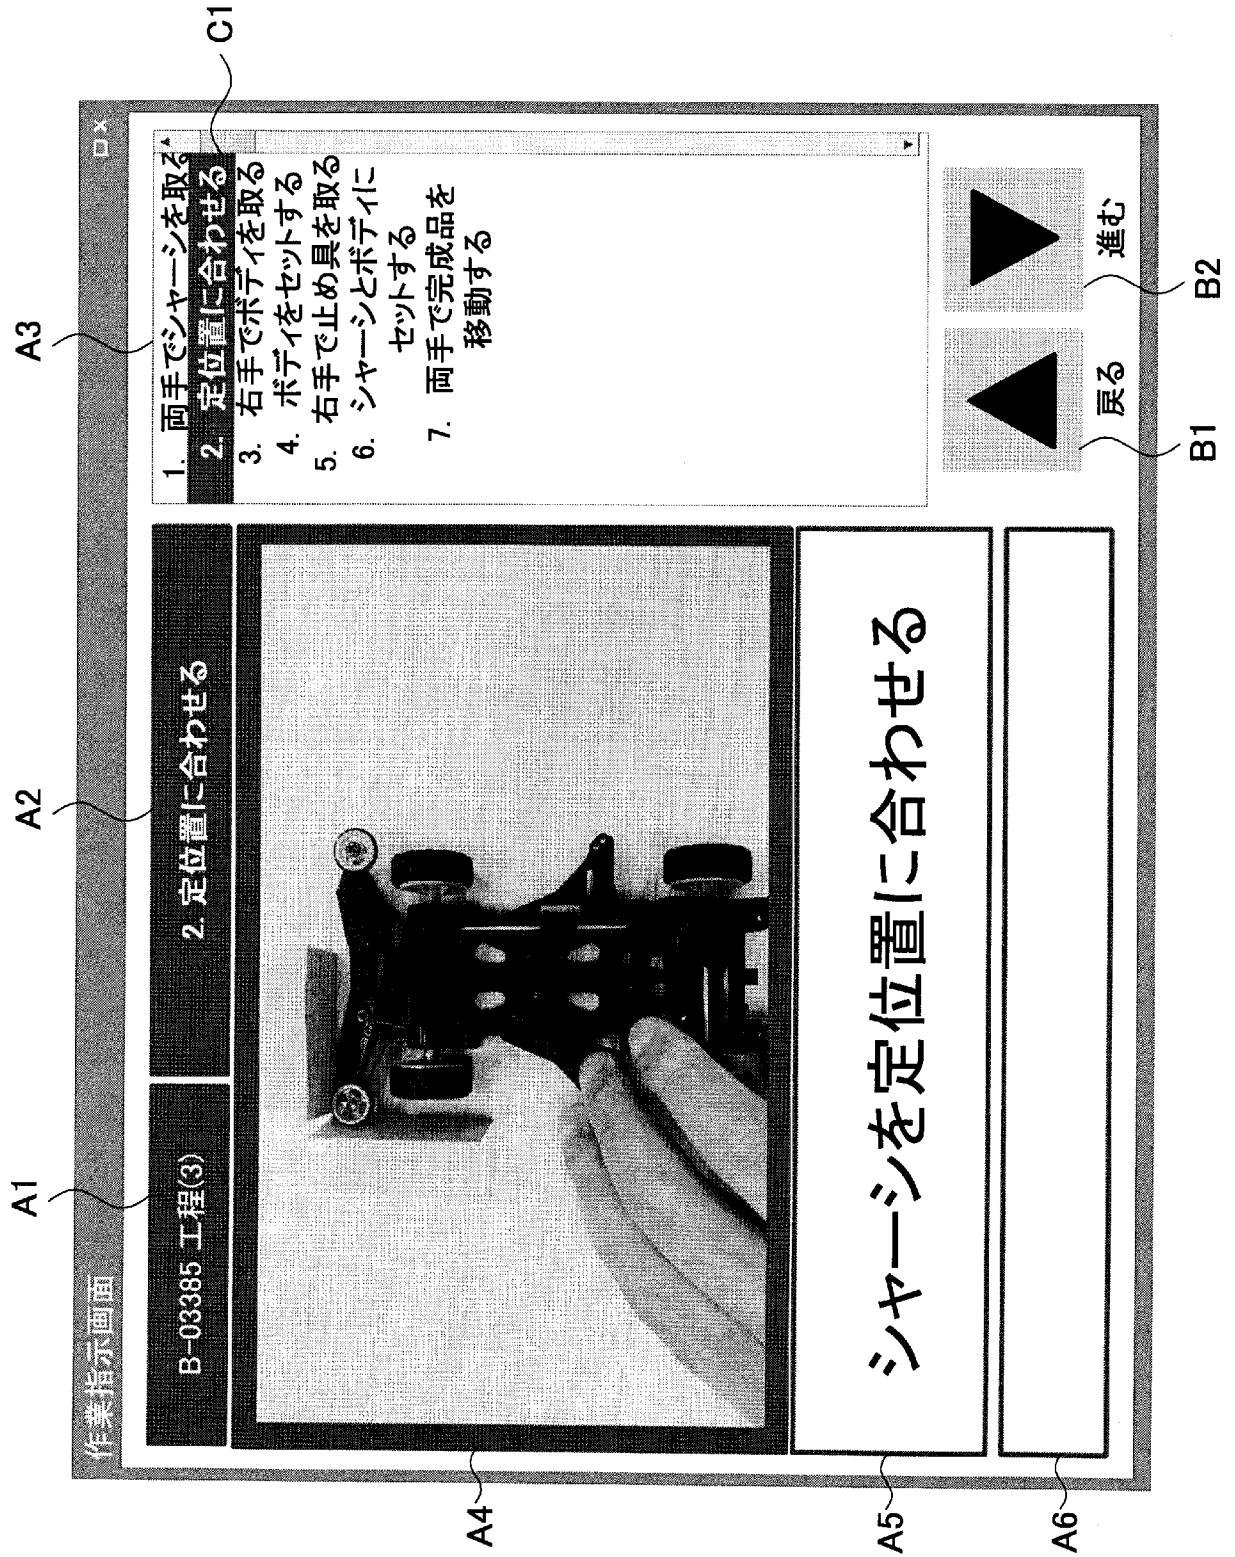 作業指示画面
A1
B-03385 工程(3)
A2
2. 定位置に合わせる
A3
1. 両手でシャーシを取る
2. 定位置に合わせる
3. 右手でボディを取る
4. ボディをセットする
5. 右手で止め具を取る
6. シャーシとボディに
セットする
7. 両手で完成品を
移動する
C1
A4
A5
シャーシを定位置に合わせる
A6
戻る
進む
B1
B2